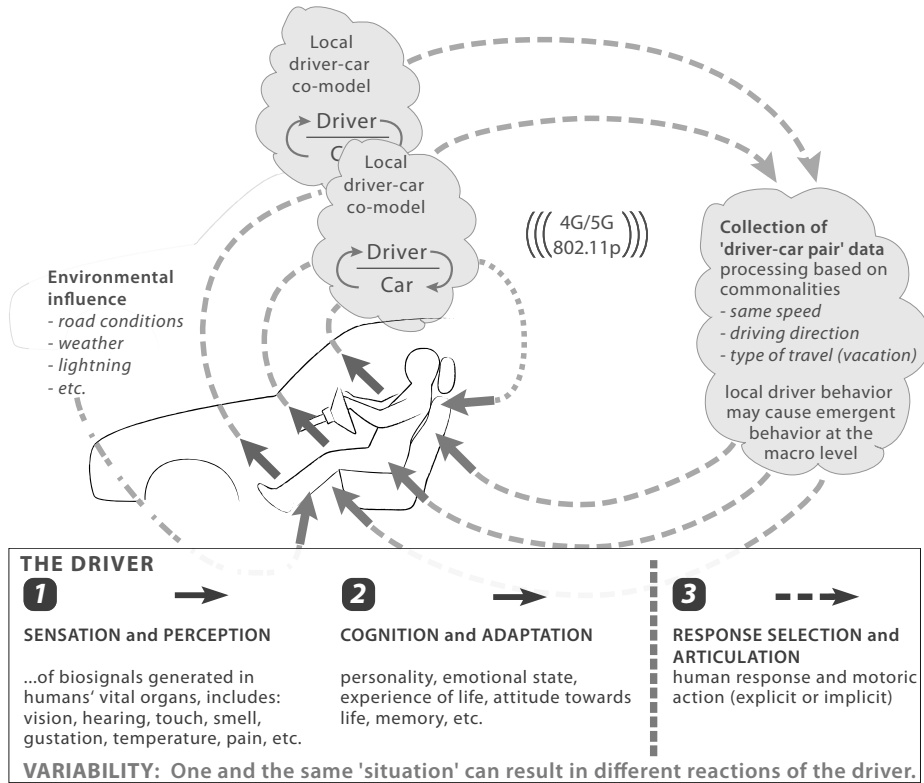 Local
driver-car
co-model
Driver
C
Local
driver-car
co-model
Driver
Car
4G/5G
802.11p
Collection of
'driver-car pair' data
processing based on
commonalities
- same speed
- driving direction
- type of travel (vacation)
local driver behavior
may cause emergent
behavior at the
macro level
Environmental
influence
- road conditions
- weather
- lightning
- etc.
THE DRIVER
1
SENSATION and PERCEPTION
...of biosignals generated in
humans‘ vital organs, includes:
vision, hearing, touch, smell,
gustation, temperature, pain, etc.
2
COGNITION and ADAPTATION
personality, emotional state,
experience of life, attitude towards
life, memory, etc.
3
RESPONSE SELECTION and
ARTICULATION
human response and motoric
action (explicit or implicit)
VARIABILITY: One and the same 'situation' can result in different reactions of the driver.